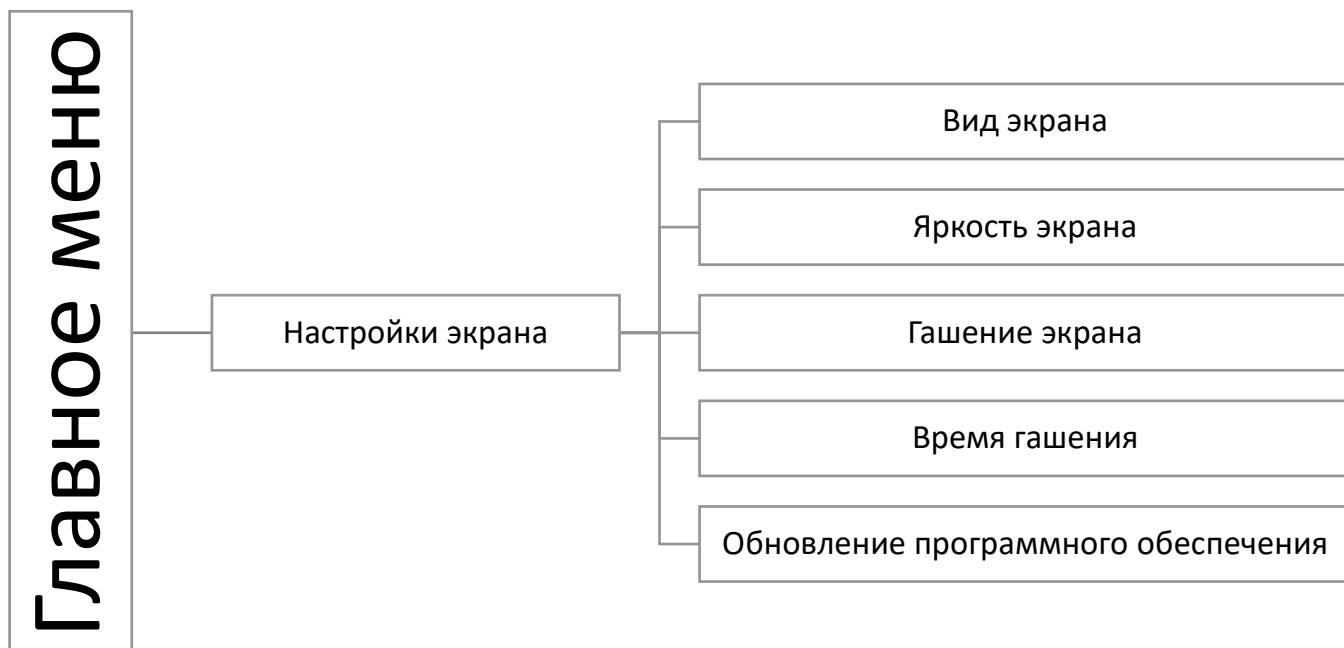 Главное меню
Настройки экрана
Вид экрана
Яркость экрана
Гашение экрана
Время гашения
Обновление программного обеспечения